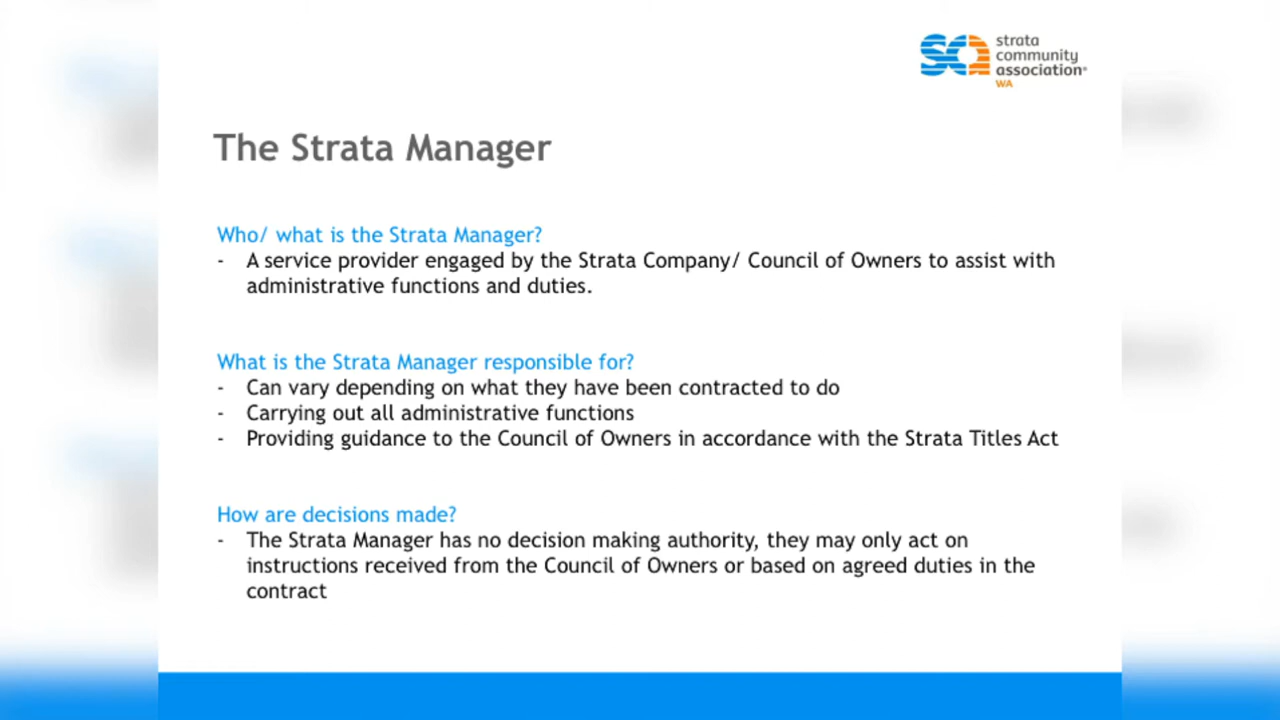 SCA strata
community
association
WA
The Strata Manager
Who/ what is the Strata Manager?
- A service provider engaged by the Strata Company/ Council of Owners to assist with
administrative functions and duties.
What is the Strata Manager responsible for?
- Can vary depending on what they have been contracted to do
- Carrying out all administrative functions
- Providing guidance to the Council of Owners in accordance with the Strata Titles Act
How are decisions made?
- The Strata Manager has no decision making authority, they may only act on
instructions received from the Council of Owners or based on agreed duties in the
contract